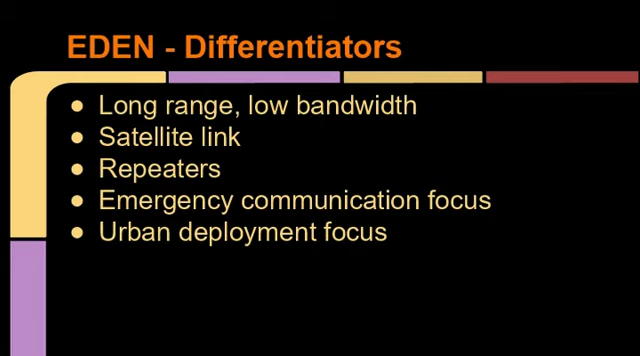 EDEN - Differentiators
● Long range, low bandwidth
● Satellite link
● Repeaters
● Emergency communication focus
● Urban deployment focus